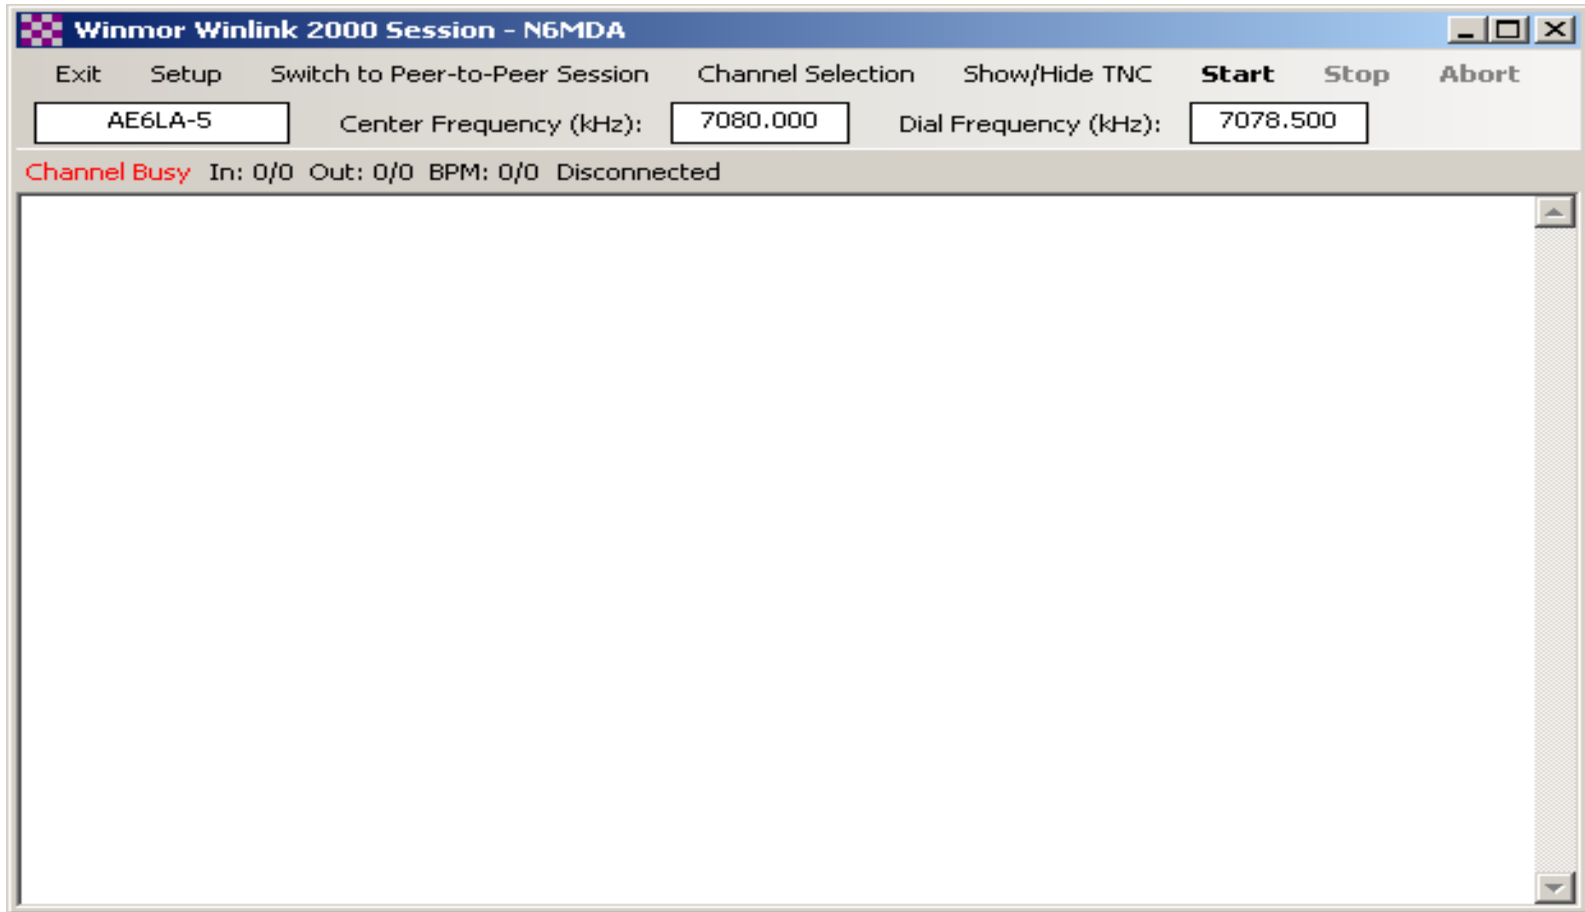 Winmor Winlink 2000 Session - N6MDA
Exit Setup Switch to Peer-to-Peer Session Channel Selection Show/Hide TNC Start Stop Abort
AE6LA-5 Center Frequency (kHz): 7080.000 Dial Frequency (kHz): 7078.500
Channel Busy In: 0/0 Out: 0/0 BPM: 0/0 Disconnected